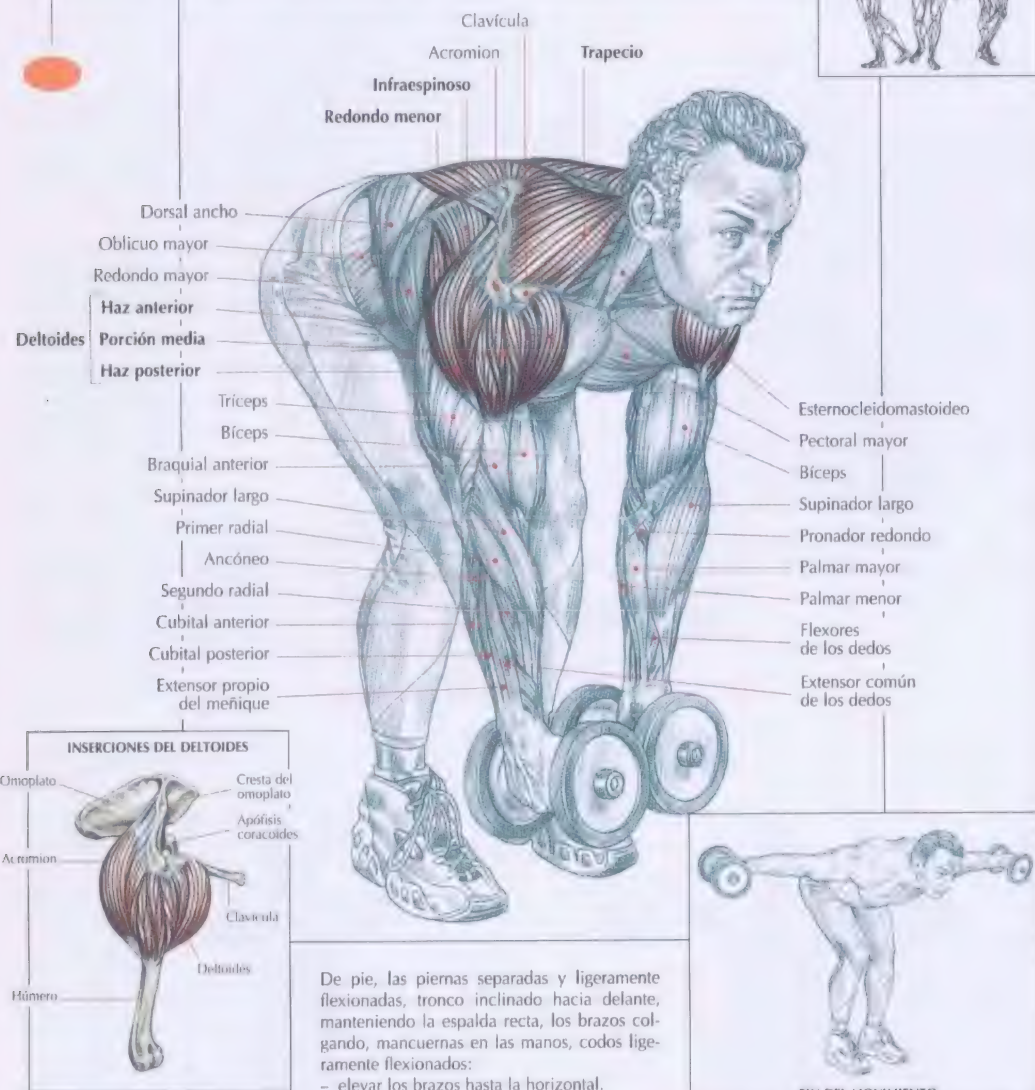 Clavícula
Acromion
Trapecio
Infraespinoso
Redondo menor
Dorsal ancho
Oblicuo mayor
Redondo mayor
Haz anterior
Deltoides
Porción media
Haz posterior
Tríceps
Bíceps
Braquial anterior
Supinador largo
Primer radial
Ancóneo
Segundo radial
Cubital anterior
Cubital posterior
Extensor propio
del meñique
Esternocleidomastoideo
Pectoral mayor
Bíceps
Supinador largo
Pronador redondo
Palmar mayor
Palmar menor
Flexores
de los dedos
Extensor común
de los dedos
INSERCIONES DEL DELTOIDES
Omoplato
Cresta del
omoplato
Apófisis
coracoides
Acromion
Clavícula
Deltoides
Húmero
De pie, las piernas separadas y ligeramente
flexionadas, tronco inclinado hacia delante,
manteniendo la espalda recta, los brazos col-
gando, mancuernas en las manos, codos lige-
ramente flexionados:
– elevar los brazos hasta la horizontal.